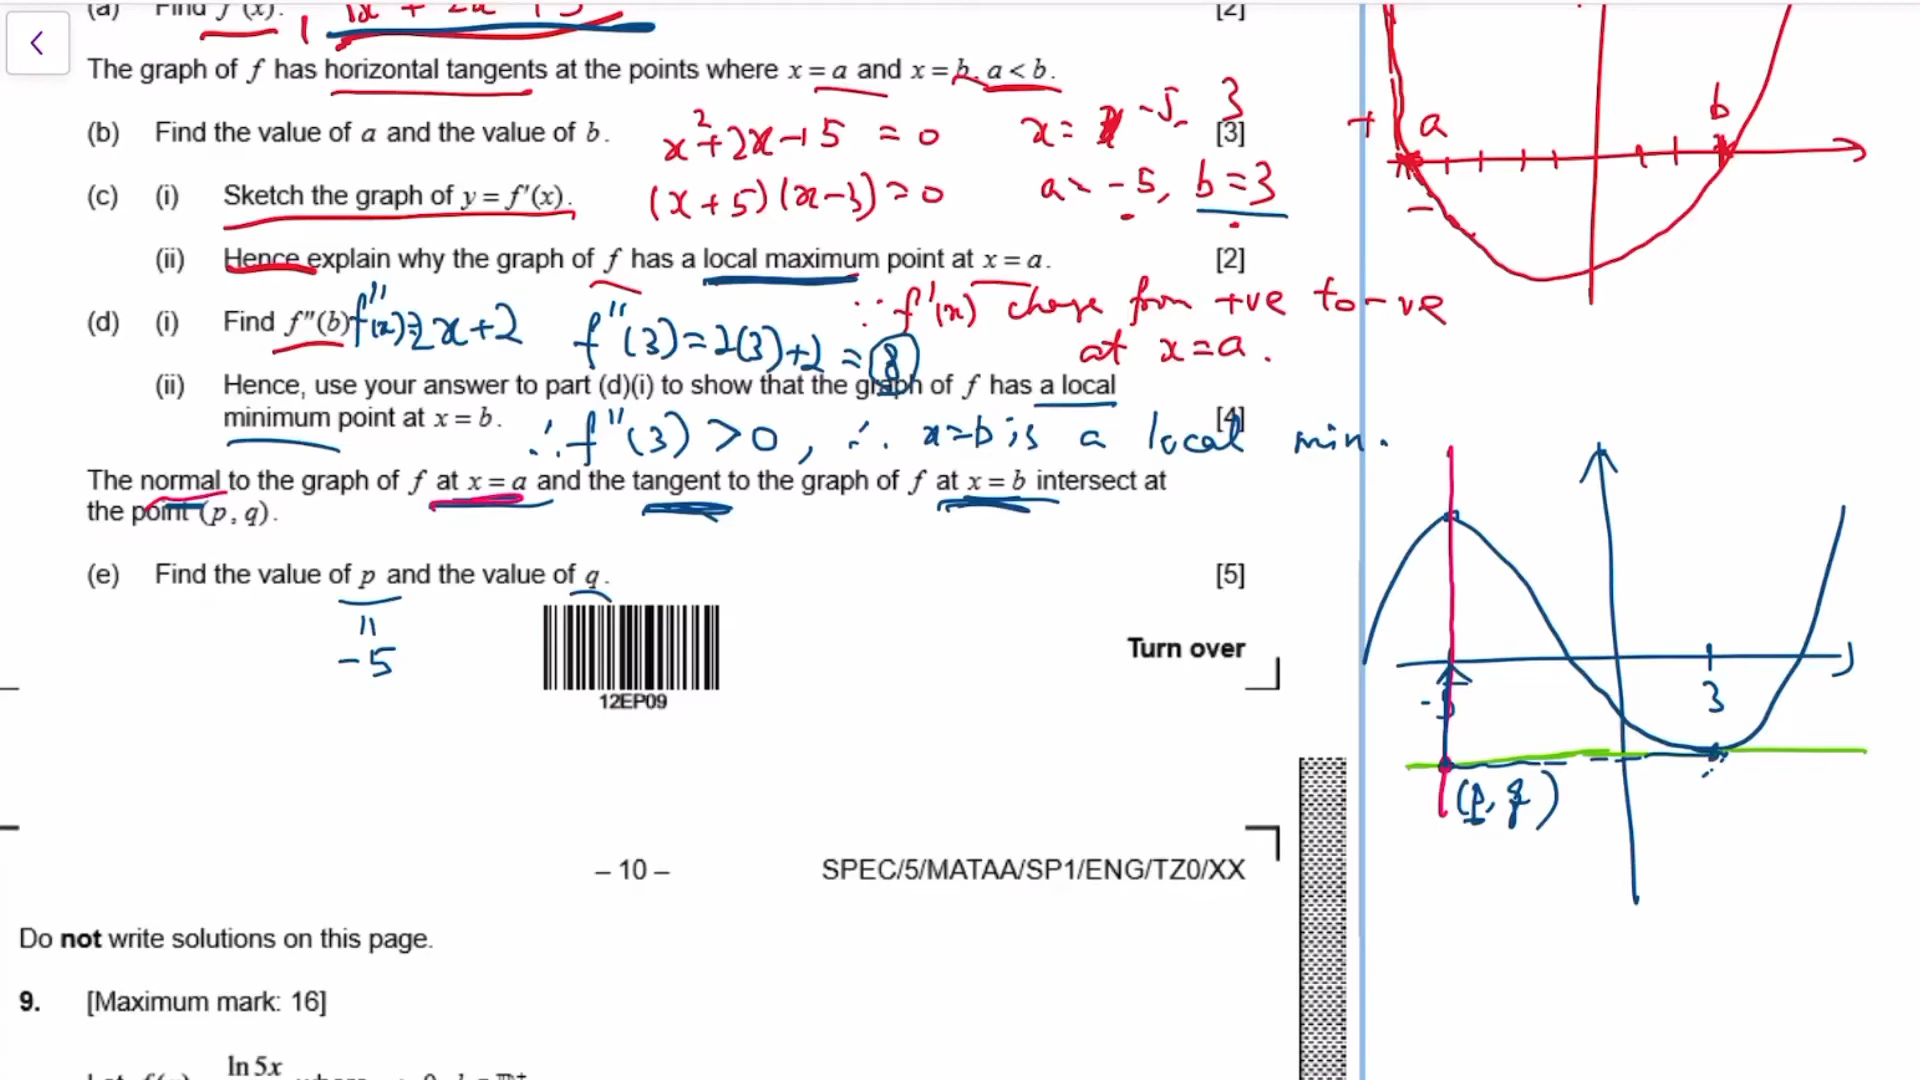 (a) Find f'(x). [2]
The graph of f has horizontal tangents at the points where x = a and x = b, a < b.
(b) Find the value of a and the value of b. x² + 2x - 15 = 0 x = -5, 3 [3]
(c) (i) Sketch the graph of y = f'(x). (x + 5)(x - 3) = 0 a = -5, b = 3
(ii) Hence explain why the graph of f has a local maximum point at x = a. [2]
∵ f'(x) change from +ve to -ve
at x = a.
(d) (i) Find f''(b) f''(x) = 2x + 2 f''(3) = 2(3) + 2 = 8
(ii) Hence, use your answer to part (d)(i) to show that the graph of f has a local
minimum point at x = b. [4]
∴ f''(3) > 0, ∴ x = b is a local min.
The normal to the graph of f at x = a and the tangent to the graph of f at x = b intersect at
the point (p, q).
(e) Find the value of p and the value of q. [5]
=
-5
12EP09
Turn over
+ a b
-
-5 3
(p, q)
– 10 – SPEC/5/MATAA/SP1/ENG/TZ0/XX
Do not write solutions on this page.
9. [Maximum mark: 16]
ln 5x